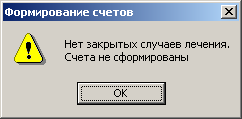 Формирование счетов
Нет закрытых случаев лечения.
Счета не сформированы
OK